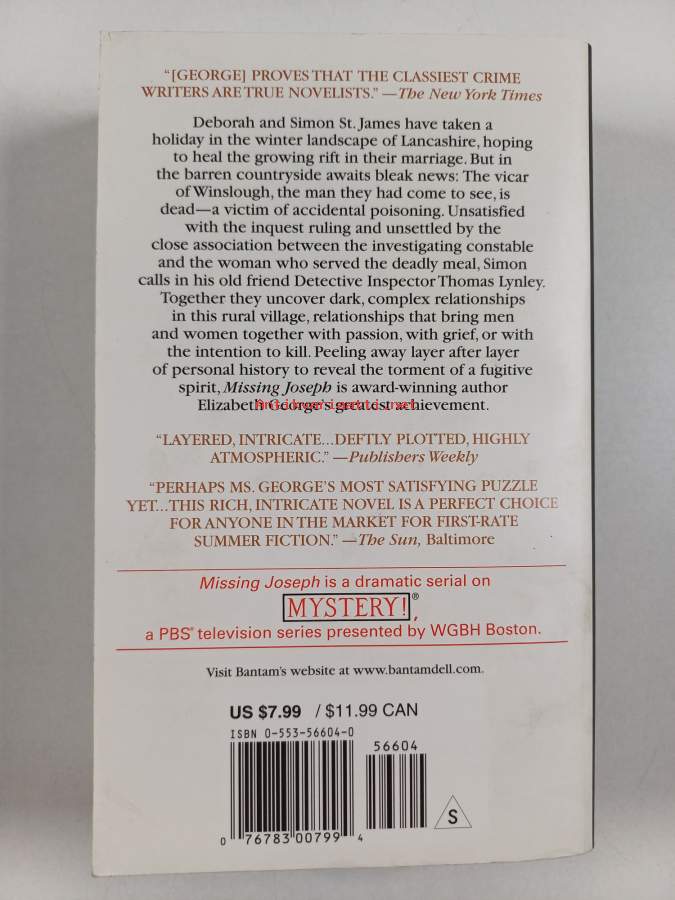 “[GEORGE] PROVES THAT THE CLASSIEST CRIME
WRITERS ARE TRUE NOVELISTS.” —The New York Times
Deborah and Simon St. James have taken a
holiday in the winter landscape of Lancashire, hoping
to heal the growing rift in their marriage. But in
the barren countryside awaits bleak news: The vicar
of Winslough, the man they had come to see, is
dead—a victim of accidental poisoning. Unsatisfied
with the inquest ruling and unsettled by the
close association between the investigating constable
and the woman who served the deadly meal, Simon
calls in his old friend Detective Inspector Thomas Lynley.
Together they uncover dark, complex relationships
in this rural village, relationships that bring men
and women together with passion, with grief, or with
the intention to kill. Peeling away layer after layer
of personal history to reveal the torment of a fugitive
spirit, Missing Joseph is award-winning author
Elizabeth George's greatest achievement.
“LAYERED, INTRICATE...DEFTLY PLOTTED, HIGHLY
ATMOSPHERIC.” —Publishers Weekly
“PERHAPS MS. GEORGE'S MOST SATISFYING PUZZLE
YET...THIS RICH, INTRICATE NOVEL IS A PERFECT CHOICE
FOR ANYONE IN THE MARKET FOR FIRST-RATE
SUMMER FICTION.” —The Sun, Baltimore
Missing Joseph is a dramatic serial on
MYSTERY!®,
a PBS® television series presented by WGBH Boston.
Visit Bantam's website at www.bantamdell.com.
US $7.99 / $11.99 CAN
ISBN 0-553-56604-0
56604
0 76783 00799 4
S